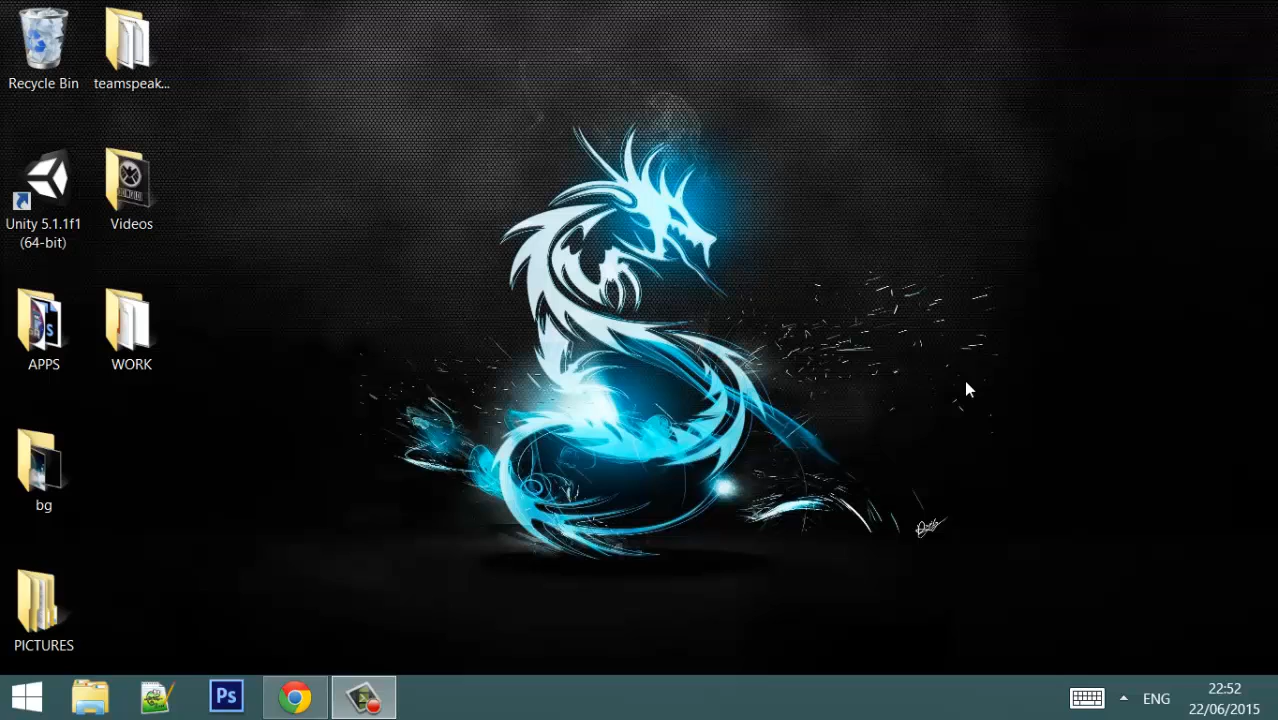 Recycle Bin
teamspeak...
Unity 5.1.1f1
(64-bit)
Videos
APPS
WORK
bg
PICTURES
Ps
ENG
22:52
22/06/2015